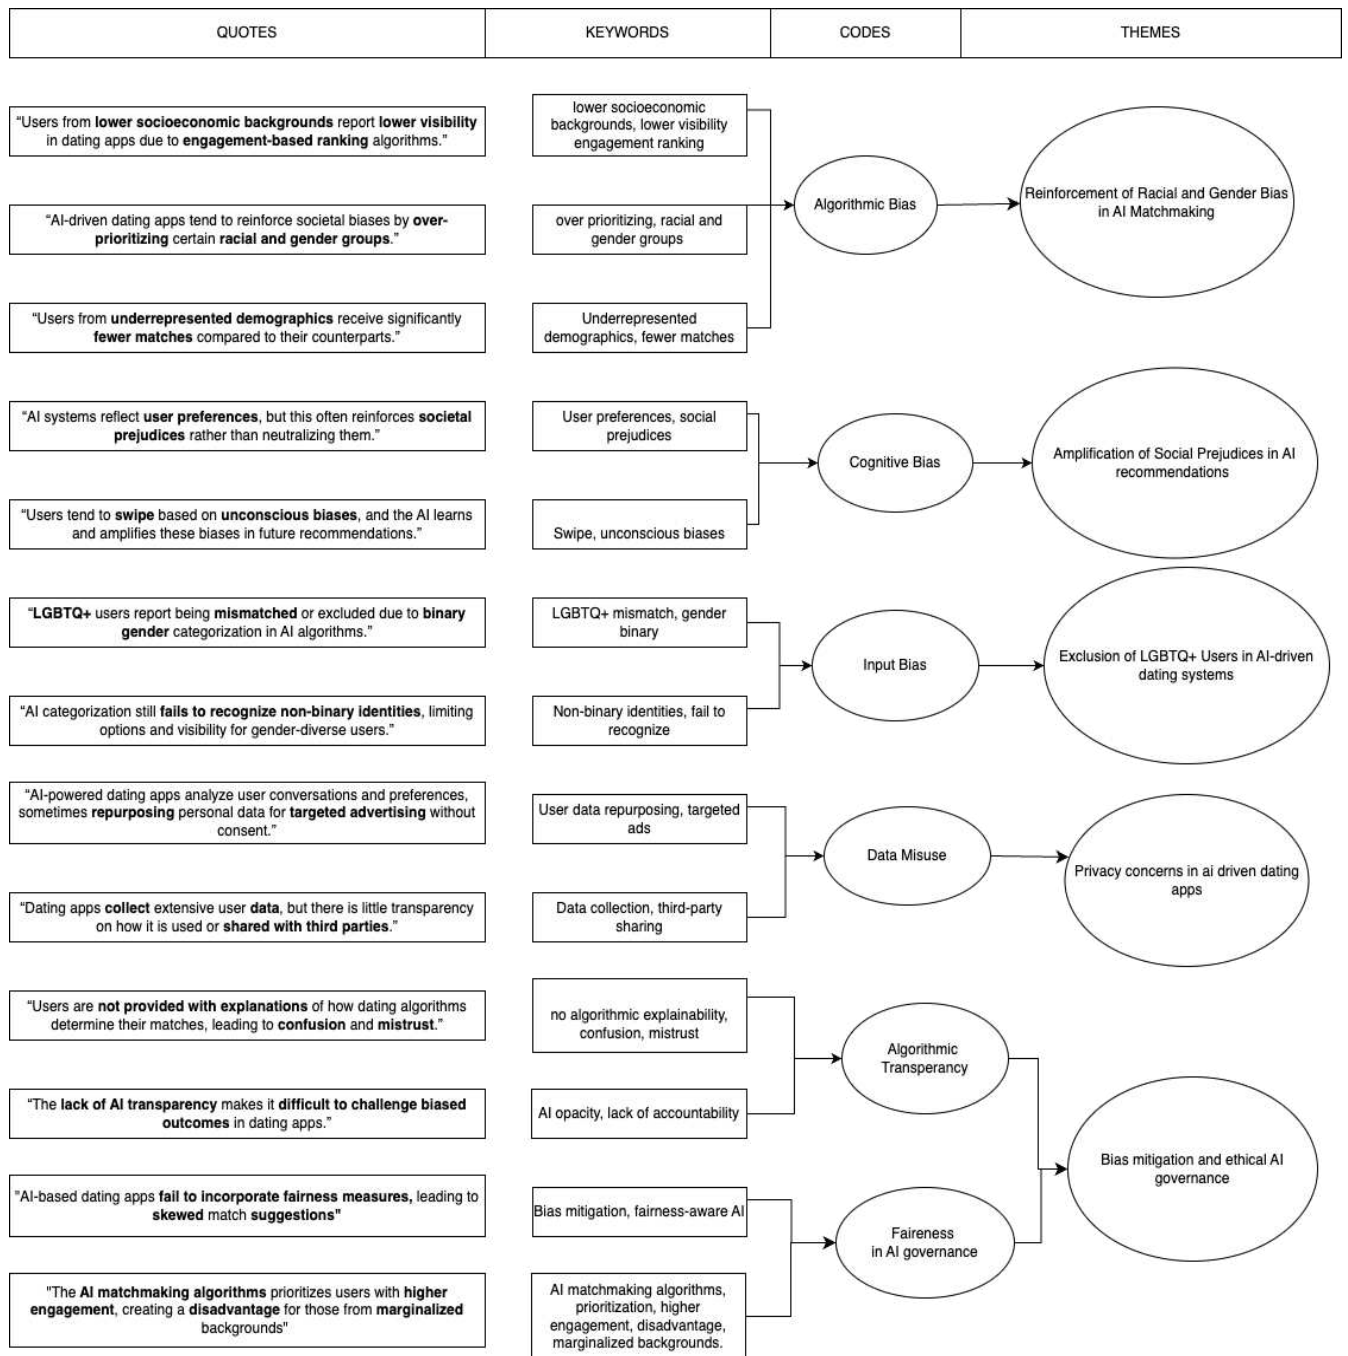 QUOTES
KEYWORDS
CODES
THEMES
“Users from lower socioeconomic backgrounds report lower visibility
in dating apps due to engagement-based ranking algorithms.”
lower socioeconomic
backgrounds, lower visibility
engagement ranking
“AI-driven dating apps tend to reinforce societal biases by over-
prioritizing certain racial and gender groups.”
over prioritizing, racial and
gender groups
“Users from underrepresented demographics receive significantly
fewer matches compared to their counterparts.”
Underrepresented
demographics, fewer matches
Algorithmic Bias
Reinforcement of Racial and Gender Bias
in AI Matchmaking
“AI systems reflect user preferences, but this often reinforces societal
prejudices rather than neutralizing them.”
User preferences, social
prejudices
“Users tend to swipe based on unconscious biases, and the AI learns
and amplifies these biases in future recommendations.”
Swipe, unconscious biases
Cognitive Bias
Amplification of Social Prejudices in AI
recommendations
“LGBTQ+ users report being mismatched or excluded due to binary
gender categorization in AI algorithms.”
LGBTQ+ mismatch, gender
binary
“AI categorization still fails to recognize non-binary identities, limiting
options and visibility for gender-diverse users.”
Non-binary identities, fail to
recognize
Input Bias
Exclusion of LGBTQ+ Users in AI-driven
dating systems
“AI-powered dating apps analyze user conversations and preferences,
sometimes repurposing personal data for targeted advertising without
consent.”
User data repurposing, targeted
ads
“Dating apps collect extensive user data, but there is little transparency
on how it is used or shared with third parties.”
Data collection, third-party
sharing
Data Misuse
Privacy concerns in ai driven dating
apps
“Users are not provided with explanations of how dating algorithms
determine their matches, leading to confusion and mistrust.”
no algorithmic explainability,
confusion, mistrust
“The lack of AI transparency makes it difficult to challenge biased
outcomes in dating apps.”
AI opacity, lack of accountability
Algorithmic
Transperancy
"AI-based dating apps fail to incorporate fairness measures, leading to
skewed match suggestions"
Bias mitigation, fairness-aware AI
"The AI matchmaking algorithms prioritizes users with higher
engagement, creating a disadvantage for those from marginalized
backgrounds"
AI matchmaking algorithms,
prioritization, higher
engagement, disadvantage,
marginalized backgrounds.
Faireness
in AI governance
Bias mitigation and ethical AI
governance